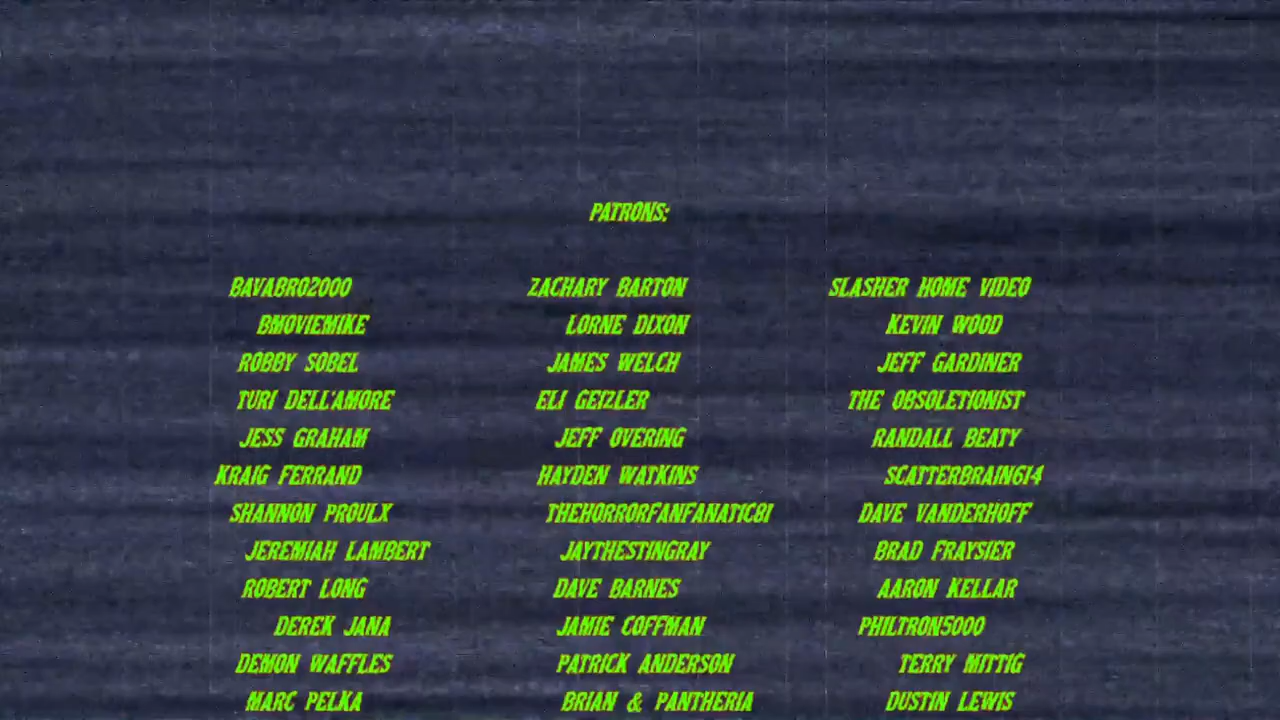 PATRONS:
BAVABRO2000 ZACHARY BARTON SLASHER HOME VIDEO
BMOVIEMIKE LORNE DIXON KEVIN WOOD
ROBBY SOBEL JAMES WELCH JEFF GARDINER
TURI DELL'AMORE ELI GEIZLER THE OBSOLETIONIST
JESS GRAHAM JEFF OVERING RANDALL BEATY
KRAIG FERRAND HAYDEN WATKINS SCATTERBRAIN614
SHANNON PROULX THEHORRORFANFANATIC81 DAVE VANDERHOFF
JEREMIAH LAMBERT JAYTHESTINGRAY BRAD FRAYSIER
ROBERT LONG DAVE BARNES AARON KELLAR
DEREK JANA JAMIE COFFMAN PHILTRON5000
DEMON WAFFLES PATRICK ANDERSON TERRY MITTIG
MARC PELKA BRIAN & PANTHERIA DUSTIN LEWIS